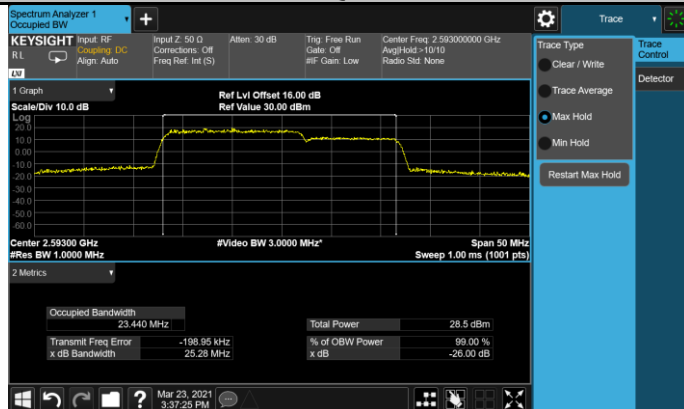 Spectrum Analyzer 1
Occupied BW
Trace
KEYSIGHT
Input: RF
Input Z: 50 Ω
Atten: 30 dB
Trig: Free Run
Center Freq: 2.593000000 GHz
R L
Coupling: DC
Corrections: Off
Gate: Off
Avg|Hold:>10/10
Align: Auto
Freq Ref: Int (S)
#IF Gain: Low
Radio Std: None
LXI
Trace Type
Clear / Write
Trace Average
Max Hold
Min Hold
Restart Max Hold
Trace Control
Detector
1 Graph
Ref Lvl Offset 16.00 dB
Scale/Div 10.0 dB
Ref Value 30.00 dBm
Log
20.0
10.0
0.00
-10.0
-20.0
-30.0
-40.0
-50.0
-60.0
Center 2.59300 GHz
#Video BW 3.0000 MHz*
Span 50 MHz
#Res BW 1.0000 MHz
Sweep 1.00 ms (1001 pts)
2 Metrics
Occupied Bandwidth
23.440 MHz
Total Power
28.5 dBm
Transmit Freq Error
-198.95 kHz
% of OBW Power
99.00 %
x dB Bandwidth
25.28 MHz
x dB
-26.00 dB
?
Mar 23, 2021
3:37:25 PM